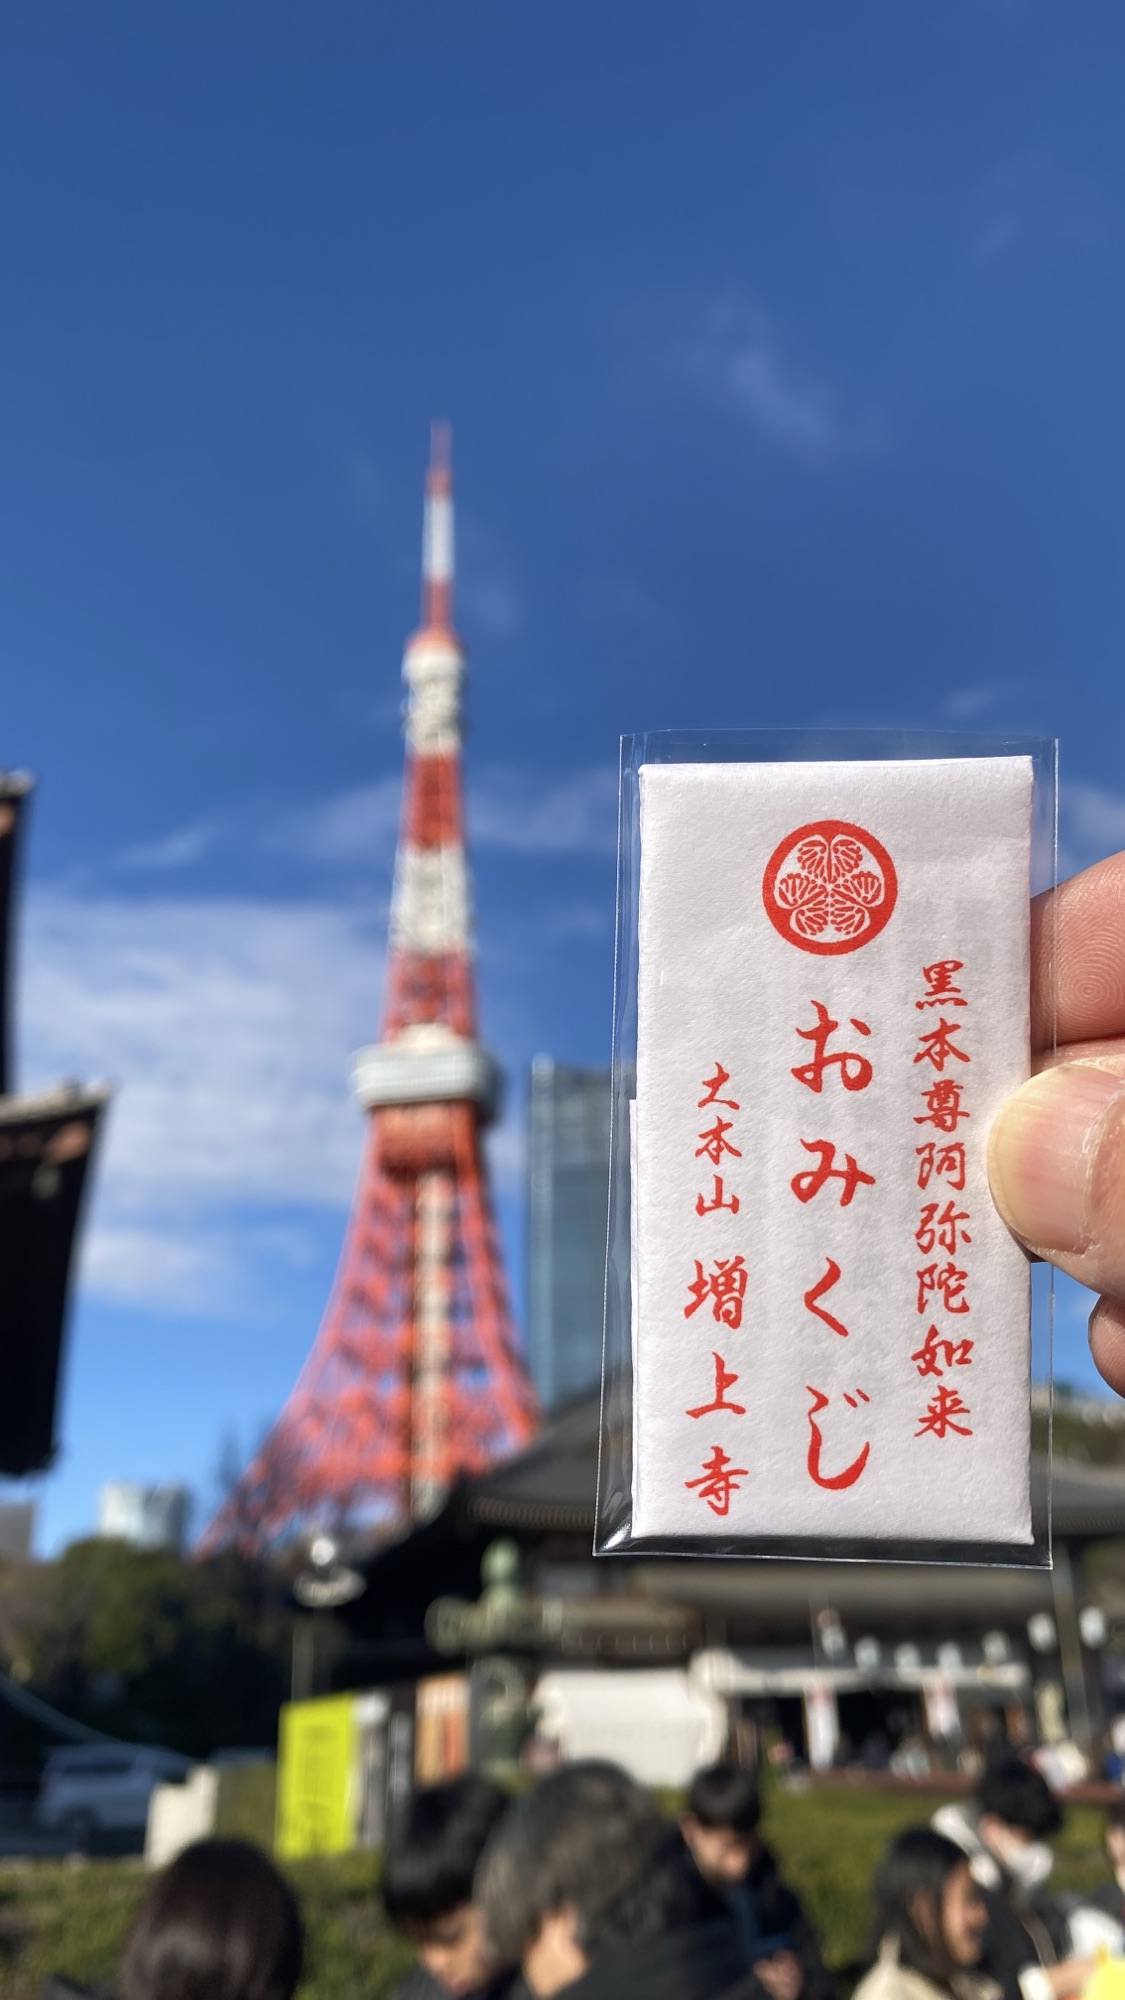 黒本尊阿弥陀如来
おみくじ
大本山 増上寺